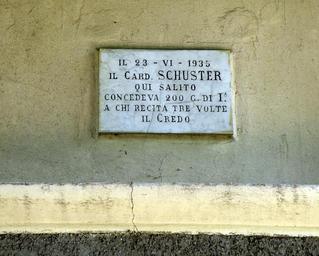 IL 23 - VI - 1935
IL CARD. SCHUSTER
QUI SALITO
CONCEDEVA 200 G. DI I.A
A CHI RECITA TRE VOLTE
IL CREDO